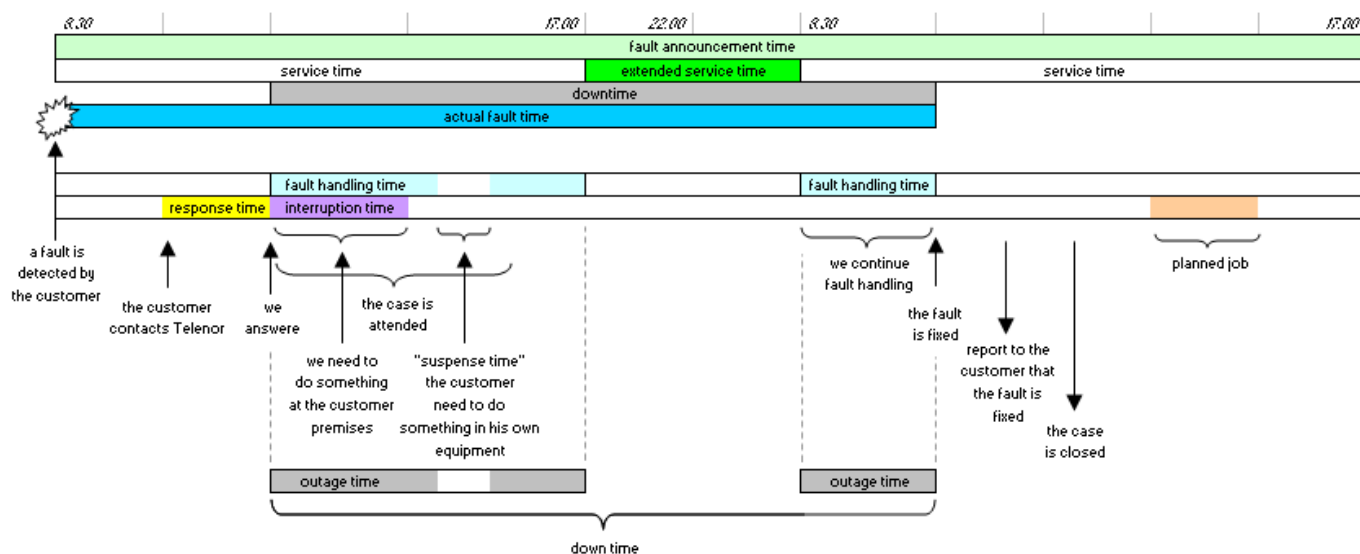 8.30 17.00 22.00 8.30 17.00
fault announcement time
service time extended service time service time
downtime
actual fault time
fault handling time fault handling time
response time interruption time
a fault is
detected by
the customer
the customer
contacts Telenor
we
answere
the case is
attended
we continue
fault handling
the fault
is fixed
planned job
we need to
do something
at the customer
premises
"suspense time"
the customer
need to do
something in his own
equipment
report to the
customer that
the fault is
fixed
the case
is closed
outage time outage time
down time